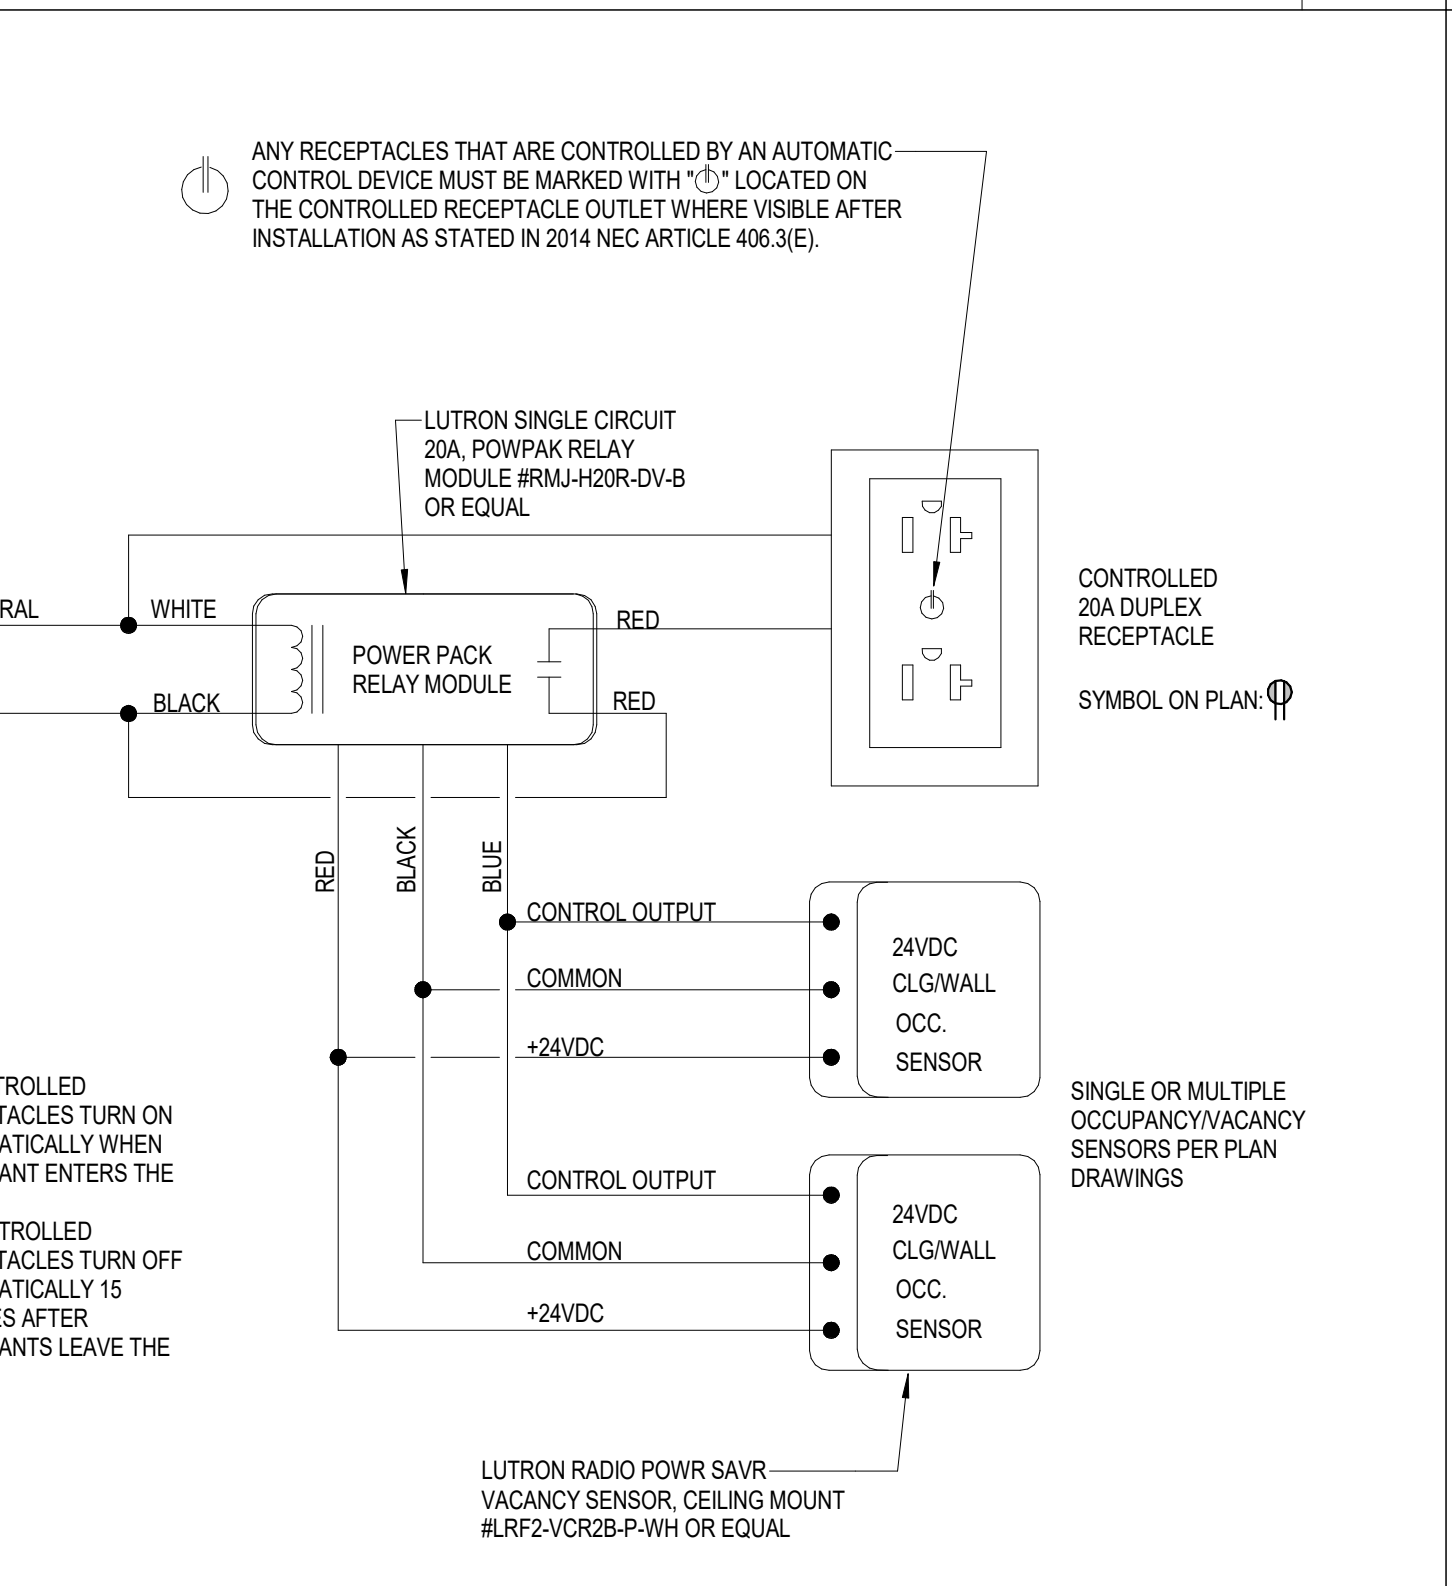 ANY RECEPTACLES THAT ARE CONTROLLED BY AN AUTOMATIC
CONTROL DEVICE MUST BE MARKED WITH "" LOCATED ON
THE CONTROLLED RECEPTACLE OUTLET WHERE VISIBLE AFTER
INSTALLATION AS STATED IN 2014 NEC ARTICLE 406.3(E).
LUTRON SINGLE CIRCUIT
20A, POWPAK RELAY
MODULE #RMJ-H20R-DV-B
OR EQUAL
CONTROLLED
20A DUPLEX
RECEPTACLE
SYMBOL ON PLAN:
RAL
WHITE
BLACK
POWER PACK
RELAY MODULE
RED
RED
RED
BLACK
BLUE
CONTROL OUTPUT
COMMON
+24VDC
24VDC
CLG/WALL
OCC.
SENSOR
TROLLED
TACLES TURN ON
ATICALLY WHEN
ANT ENTERS THE
TROLLED
TACLES TURN OFF
ATICALLY 15
ES AFTER
ANTS LEAVE THE
SINGLE OR MULTIPLE
OCCUPANCY/VACANCY
SENSORS PER PLAN
DRAWINGS
CONTROL OUTPUT
COMMON
+24VDC
24VDC
CLG/WALL
OCC.
SENSOR
LUTRON RADIO POWR SAVR
VACANCY SENSOR, CEILING MOUNT
#LRF2-VCR2B-P-WH OR EQUAL